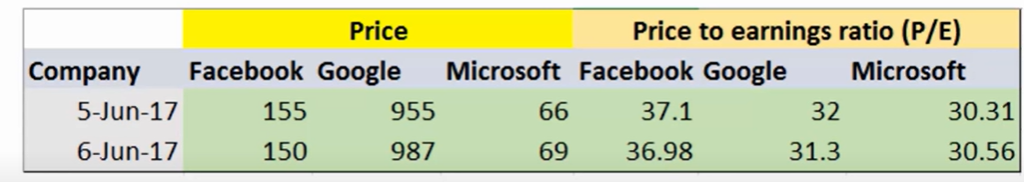 Price Price to earnings ratio (P/E)
Company Facebook Google Microsoft Facebook Google Microsoft
5-Jun-17 155 955 66 37.1 32 30.31
6-Jun-17 150 987 69 36.98 31.3 30.56